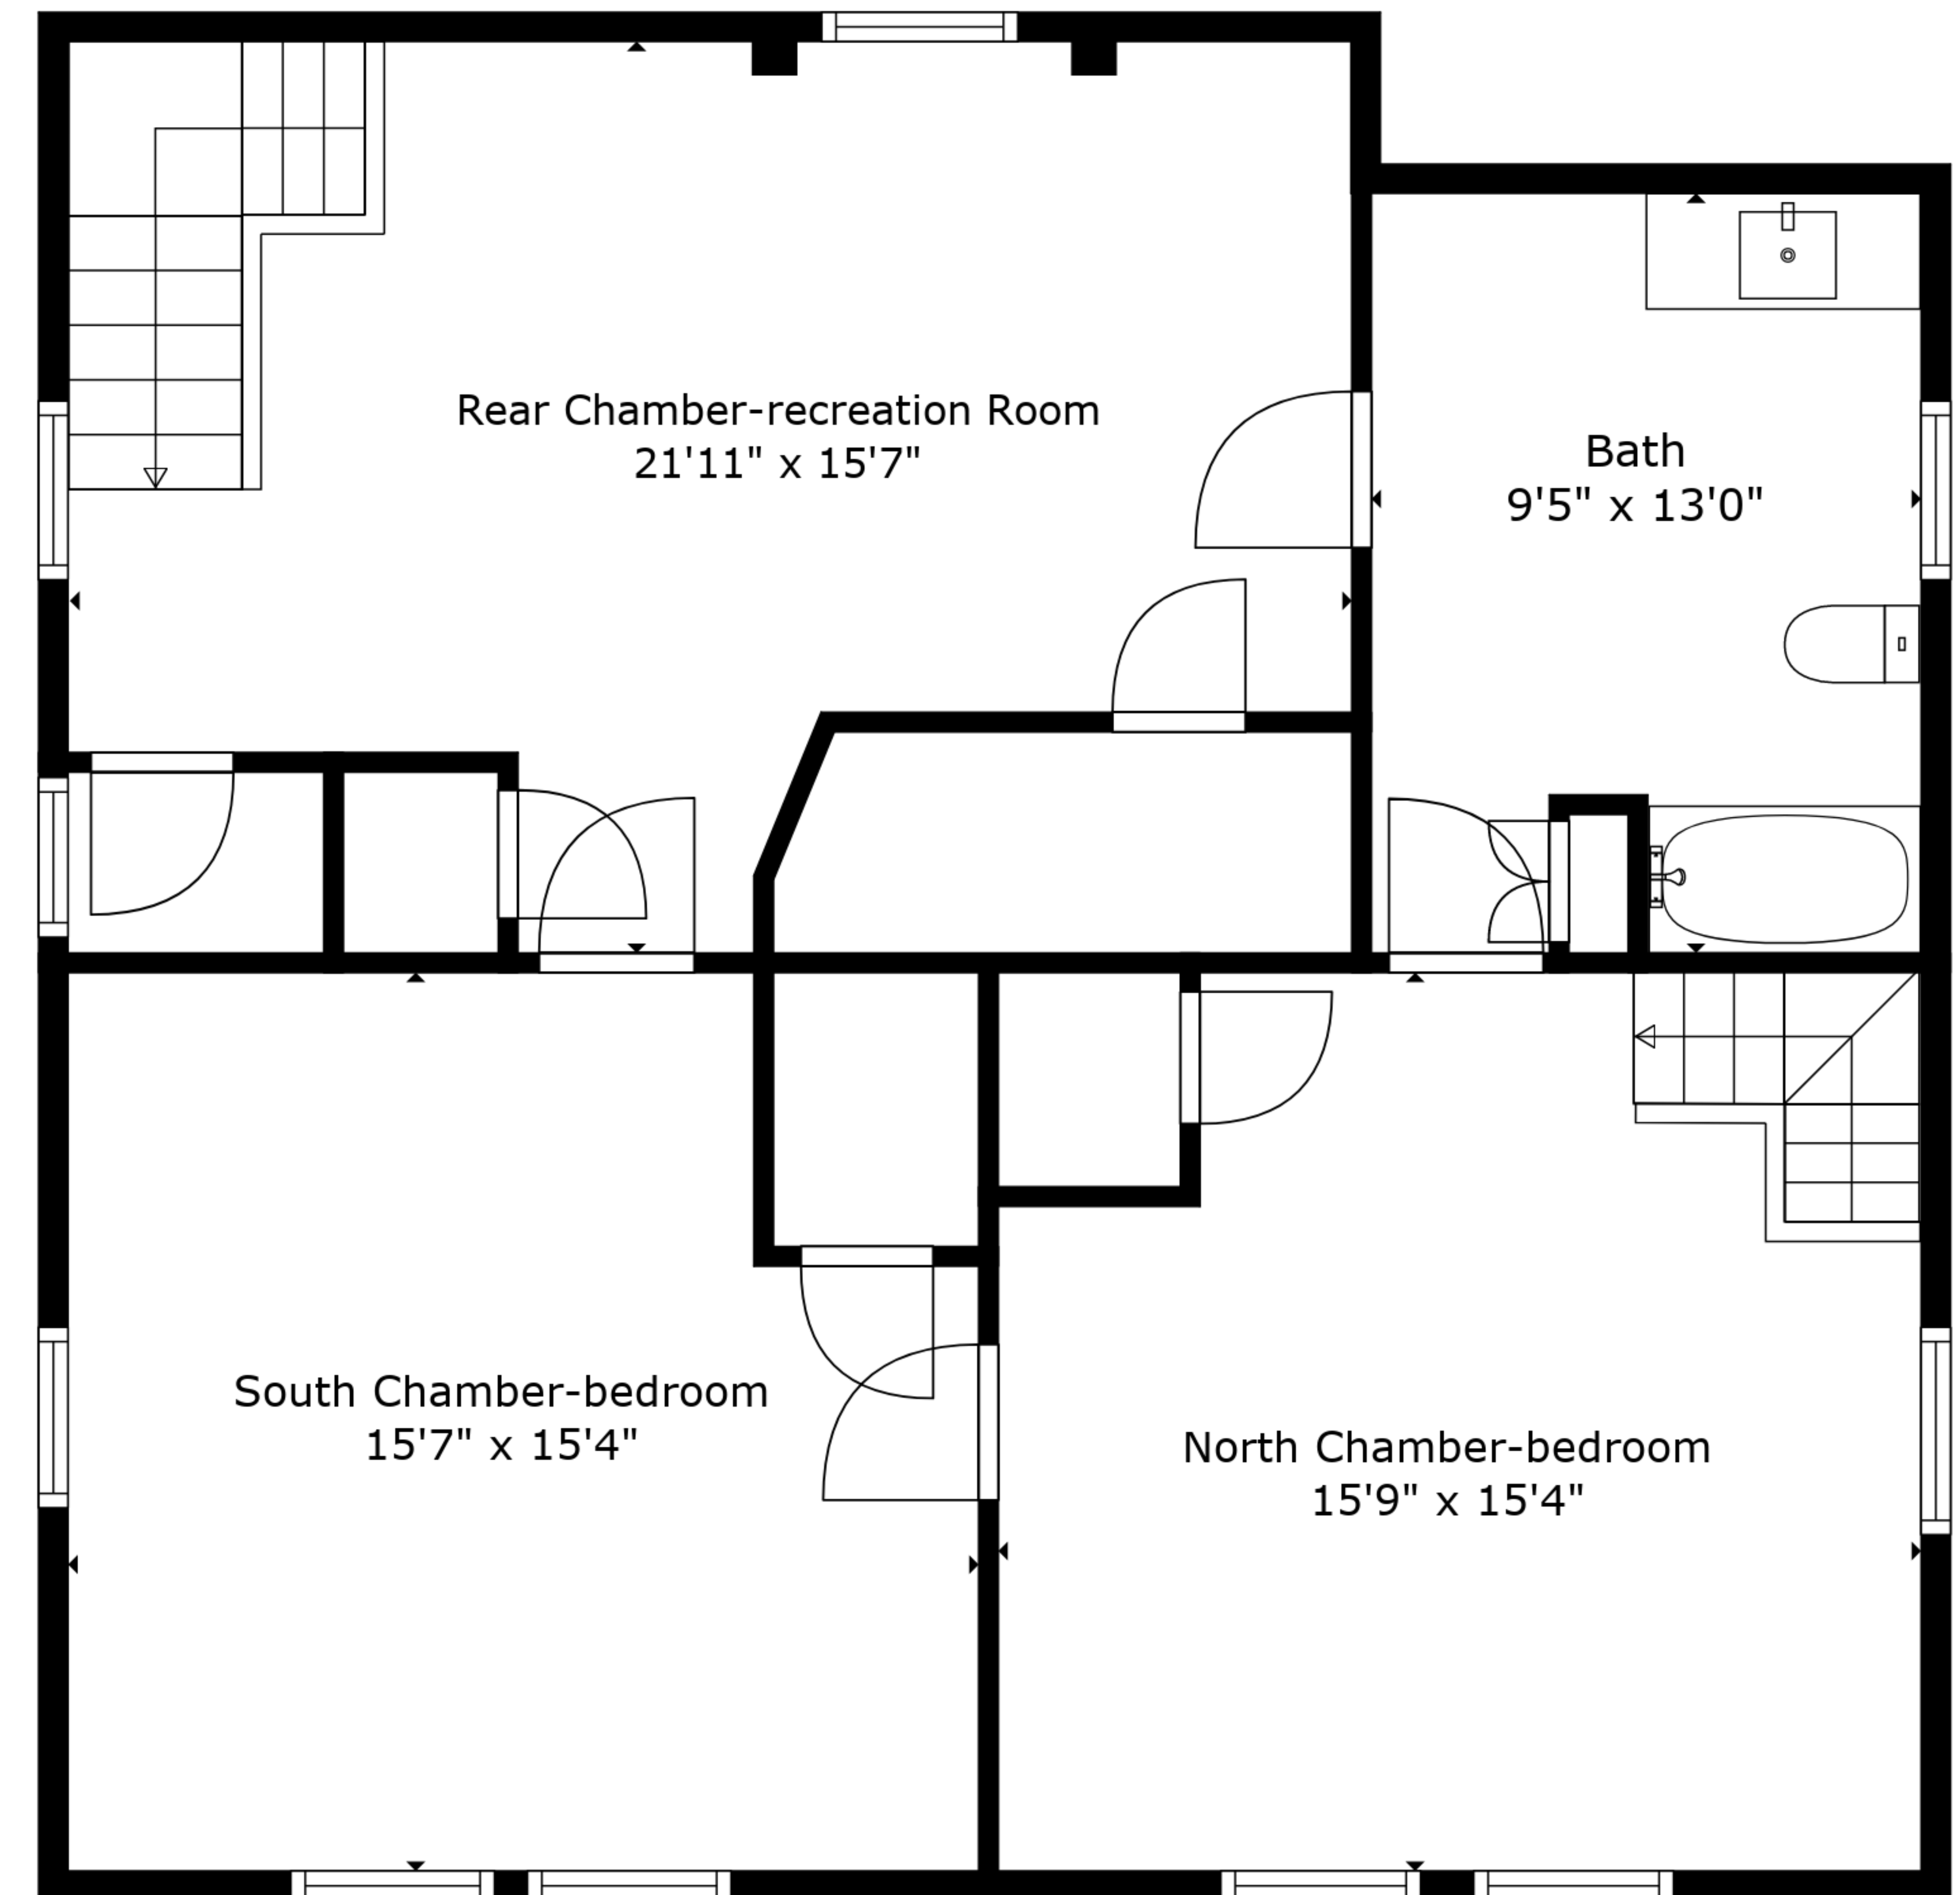 Rear Chamber-recreation Room
21'11" x 15'7"
Bath
9'5" x 13'0"
South Chamber-bedroom
15'7" x 15'4"
North Chamber-bedroom
15'9" x 15'4"